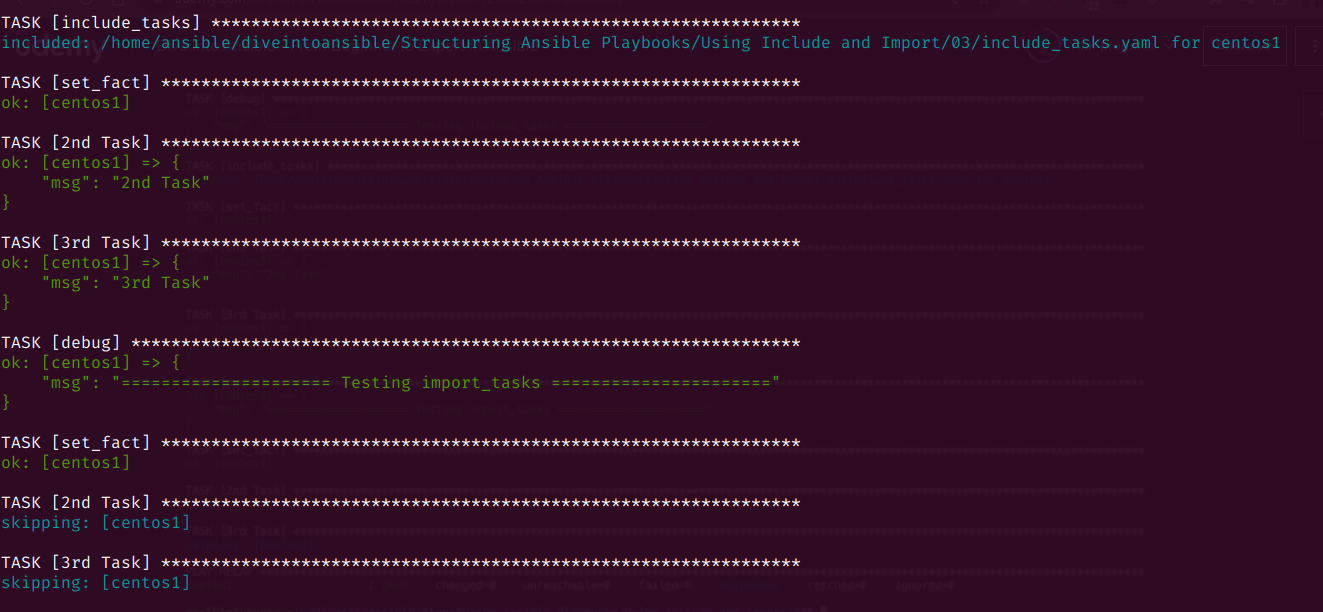 TASK [include_tasks] ***********************************************************
included: /home/ansible/diveintoansible/Structuring Ansible Playbooks/Using Include and Import/03/include_tasks.yaml for centos1
TASK [set_fact] ****************************************************************
ok: [centos1]
TASK [2nd Task] ****************************************************************
ok: [centos1] => {
    "msg": "2nd Task"
}
TASK [3rd Task] ****************************************************************
ok: [centos1] => {
    "msg": "3rd Task"
}
TASK [debug] *******************************************************************
ok: [centos1] => {
    "msg": "===================== Testing import_tasks ======================"
}
TASK [set_fact] ****************************************************************
ok: [centos1]
TASK [2nd Task] ****************************************************************
skipping: [centos1]
TASK [3rd Task] ****************************************************************
skipping: [centos1]